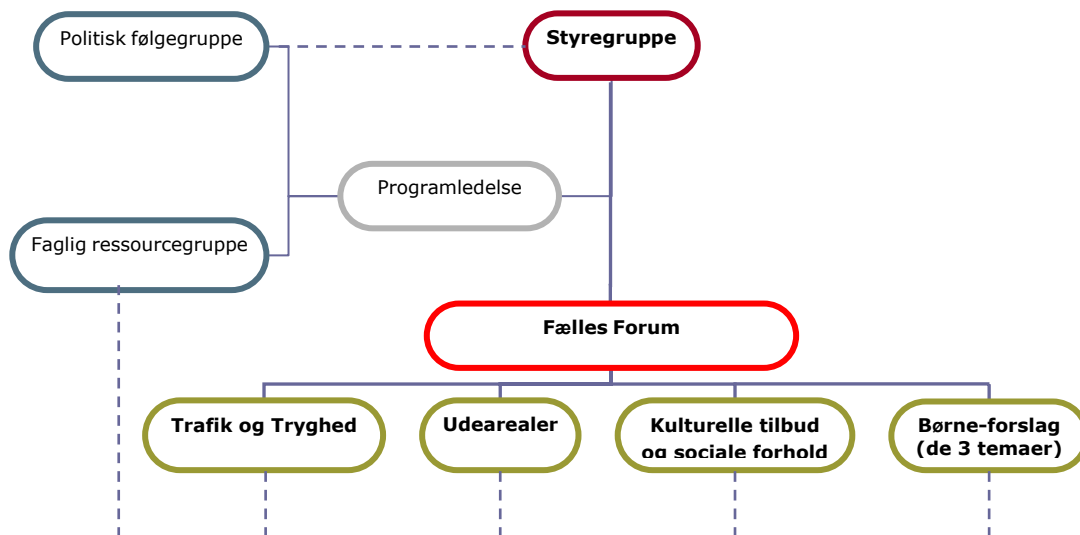 Politisk følgegruppe
Styregruppe
Programledelse
Faglig ressourcegruppe
Fælles Forum
Trafik og Tryghed
Udearealer
Kulturelle tilbud
og sociale forhold
Børne-forslag
(de 3 temaer)